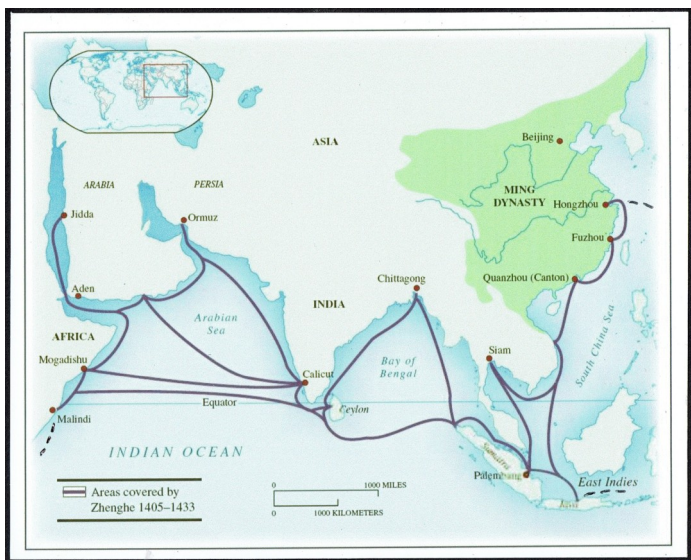 ASIA
Beijing
ARABIA
PERSIA
MING
DYNASTY
Hongzhou
Jidda
Ormuz
Fuzhou
Quanzhou (Canton)
Chittagong
Aden
Arabian
Sea
INDIA
South China Sea
AFRICA
Bay of
Bengal
Siam
Mogadishu
Calicut
Equator
Ceylon
Malindi
INDIAN OCEAN
Sumatra
Palembang
East Indies
Java
Areas covered by
Zhenghe 1405–1433
0
1000 MILES
0
1000 KILOMETERS